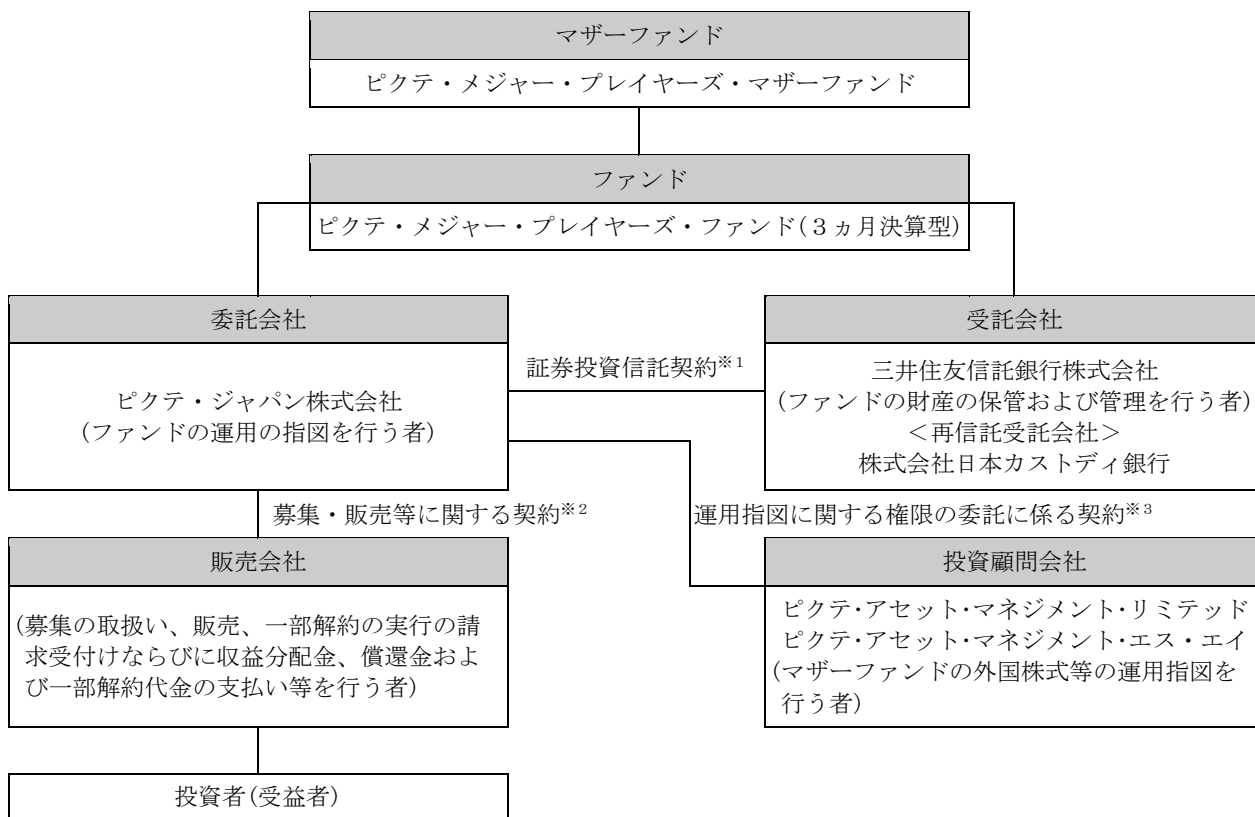 マザーファンド
ピクテ・メジャー・プレイヤーズ・マザーファンド
ファンド
ピクテ・メジャー・プレイヤーズ・ファンド(３ヵ月決算型)
委託会社
ピクテ・ジャパン株式会社
(ファンドの運用の指図を行う者)
証券投資信託契約※1
受託会社
三井住友信託銀行株式会社
(ファンドの財産の保管および管理を行う者)
＜再信託受託会社＞
株式会社日本カストディ銀行
募集・販売等に関する契約※2
運用指図に関する権限の委託に係る契約※3
販売会社
(募集の取扱い、販売、一部解約の実行の請
求受付けならびに収益分配金、償還金およ
び一部解約代金の支払い等を行う者)
投資顧問会社
ピクテ･アセット･マネジメント･リミテッド
ピクテ･アセット･マネジメント･エス・エイ
(マザーファンドの外国株式等の運用指図を
行う者)
投資者(受益者)